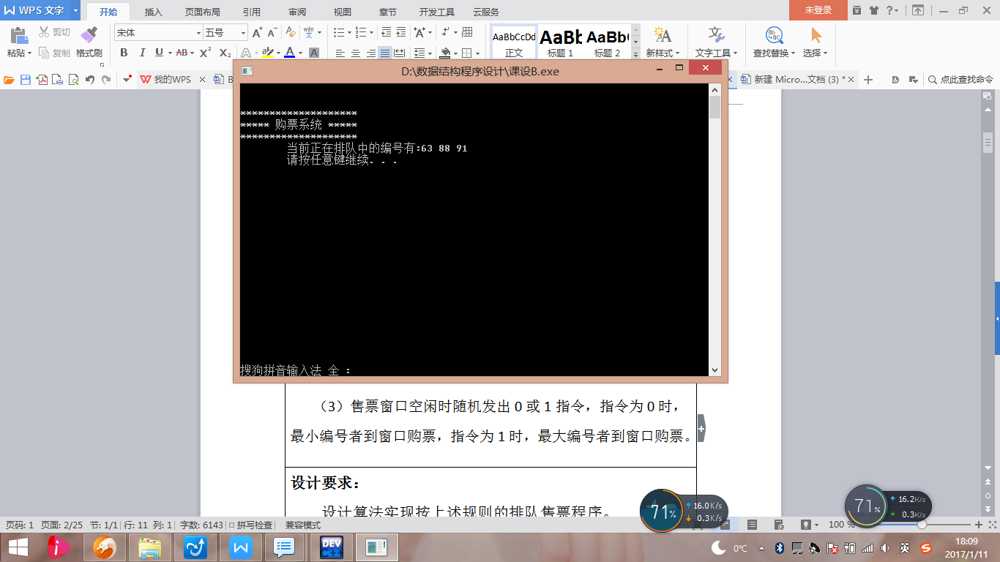 WPS 文字 开始 插入 页面布局 引用 审阅 视图 章节 开发工具 云服务 未登录
粘贴 剪切 复制 格式刷 宋体 五号 AaBbCcDd 正文 AaBb 标题 1 AaBb 标题 2 新样式 文字工具 查找替换 选择
我的WPS 新建 Micro...文档 (3) * 点此查找命令
D:\数据结构程序设计\课设B.exe
********************
***** 购票系统 *****
********************
当前正在排队中的编号有:63 88 91
请按任意键继续. . .
搜狗拼音输入法 全 :
（3）售票窗口空闲时随机发出 0 或 1 指令，指令为 0 时，
最小编号者到窗口购票，指令为 1 时，最大编号者到窗口购票。
设计要求：
设计算法实现按上述规则的排队售票程序。
71% 16.0K/s 0.3K/s
71% 16.2K/s 0.3K/s
页码: 1 页面: 2/25 节: 1/1 行: 11 列: 1 字数: 6143 拼写检查 兼容模式 100 %
DEV C++ 0°C 英 18:09
2017/1/11